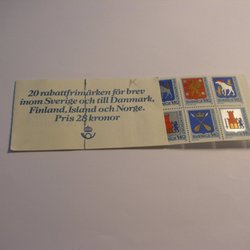 20 rabattfrimärken för brev
inom Sverige och till Danmark,
Finland, Island och Norge.
Pris 28 kronor